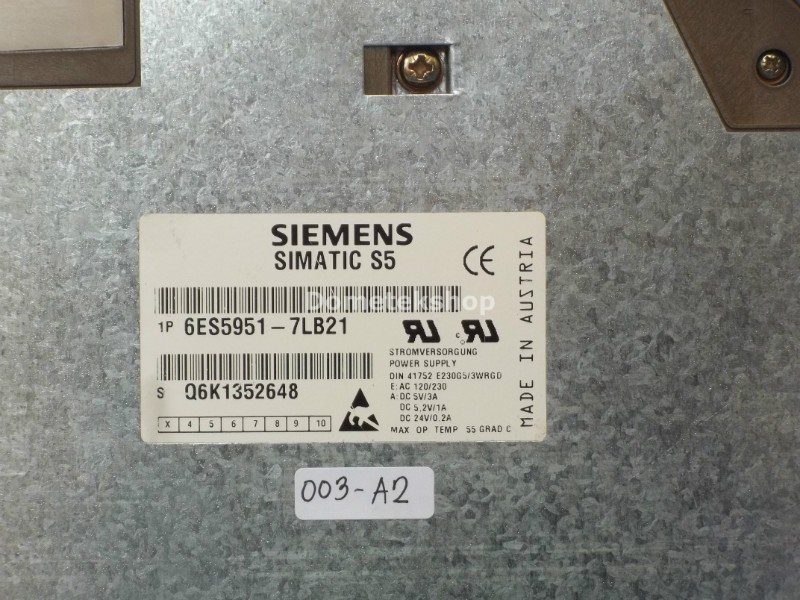 SIEMENS
SIMATIC S5
CE
Dometekshop
1P 6ES5951-7LB21
STROMVERSORGUNG
POWER SUPPLY
DIN 41752 E230G5/3WRGD
E: AC 120/230
A: DC 5V/3A
DC 5,2V/1A
DC 24V/0.2A
MAX OP TEMP 55 GRAD C
S Q6K1352648
X 4 5 6 7 8 9 10
MADE IN AUSTRIA
003-A2